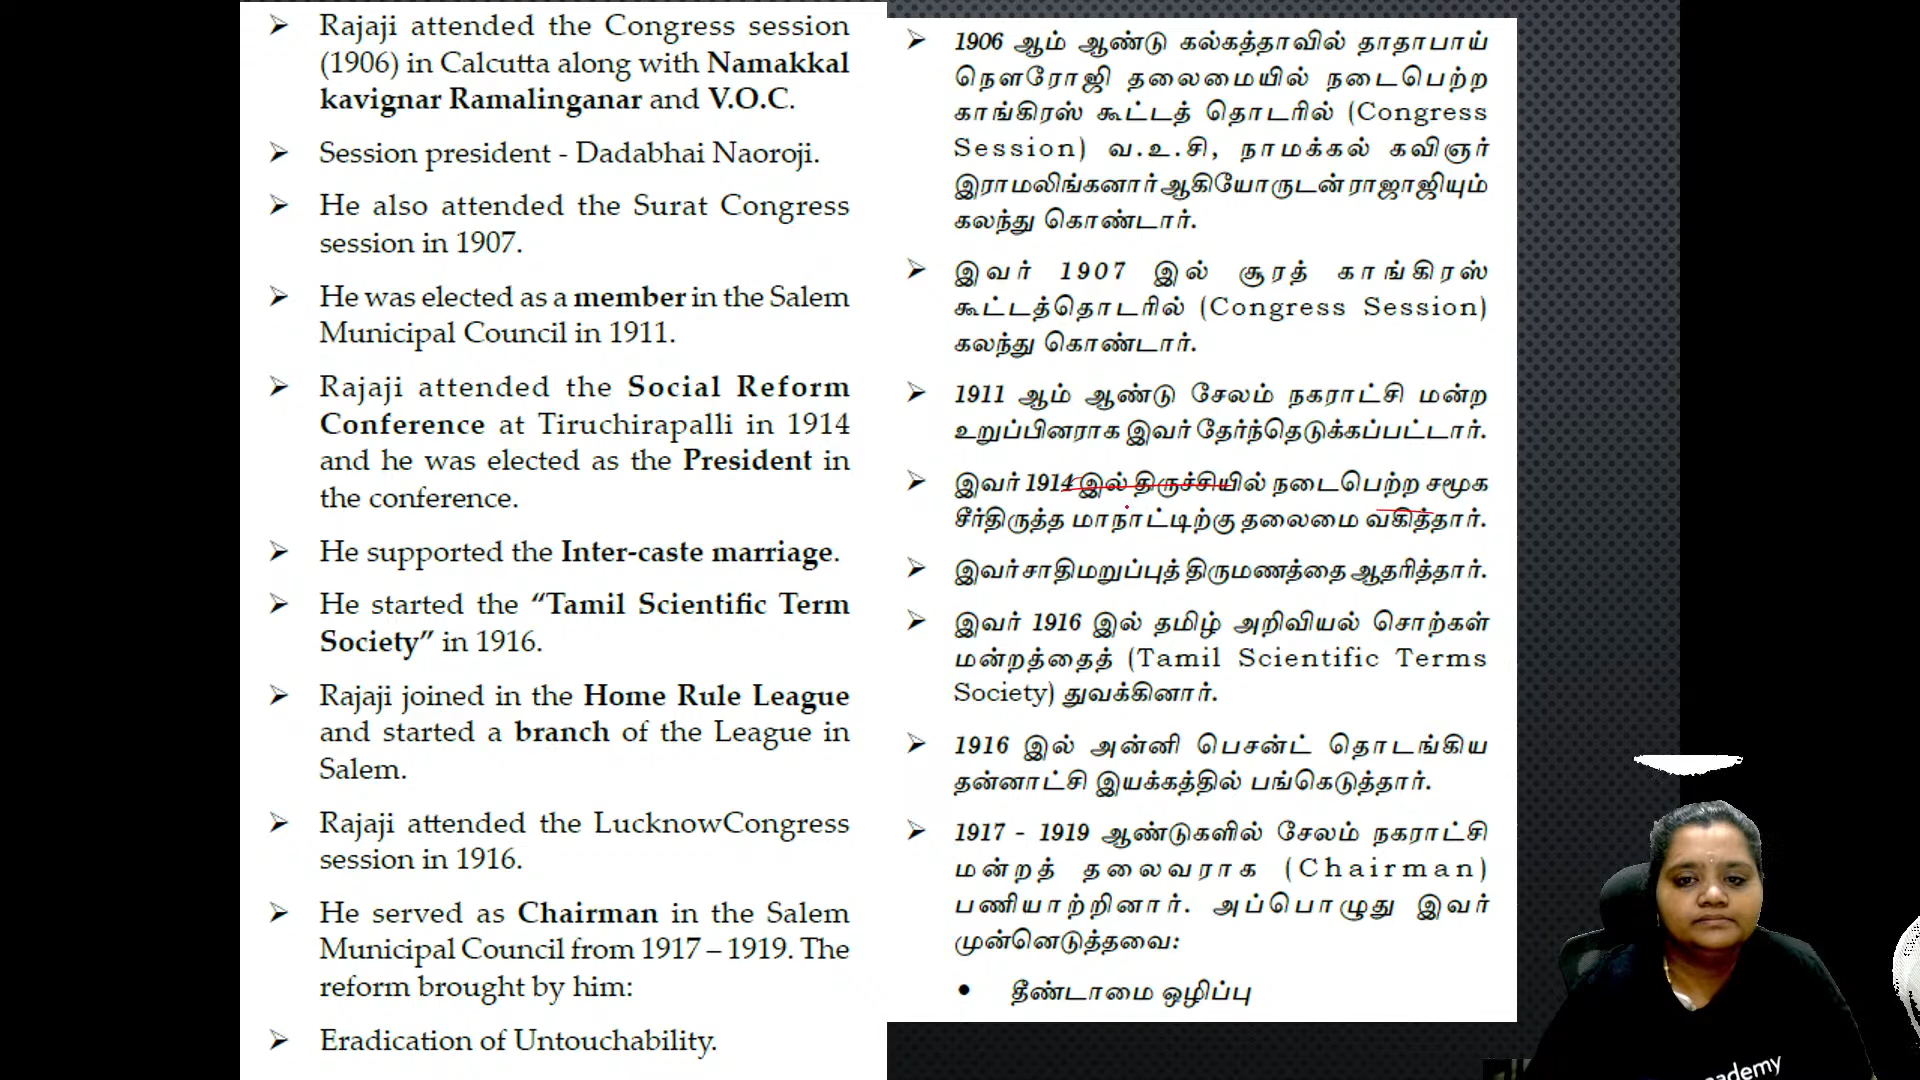 ➢ Rajaji attended the Congress session
(1906) in Calcutta along with Namakkal
kavignar Ramalinganar and V.O.C.
➢ Session president - Dadabhai Naoroji.
➢ He also attended the Surat Congress
session in 1907.
➢ He was elected as a member in the Salem
Municipal Council in 1911.
➢ Rajaji attended the Social Reform
Conference at Tiruchirapalli in 1914
and he was elected as the President in
the conference.
➢ He supported the Inter-caste marriage.
➢ He started the “Tamil Scientific Term
Society” in 1916.
➢ Rajaji joined in the Home Rule League
and started a branch of the League in
Salem.
➢ Rajaji attended the LucknowCongress
session in 1916.
➢ He served as Chairman in the Salem
Municipal Council from 1917 – 1919. The
reform brought by him:
➢ Eradication of Untouchability.
➢ 1906 ஆம் ஆண்டு கல்கத்தாவில் தாதாபாய்
நௌரோஜி தலைமையில் நடைபெற்ற
காங்கிரஸ் கூட்டத் தொடரில் (Congress
Session) வ.உ.சி, நாமக்கல் கவிஞர்
இராமலிங்கனார் ஆகியோருடன் ராஜாஜியும்
கலந்து கொண்டார்.
➢ இவர் 1907 இல் சூரத் காங்கிரஸ்
கூட்டத்தொடரில் (Congress Session)
கலந்து கொண்டார்.
➢ 1911 ஆம் ஆண்டு சேலம் நகராட்சி மன்ற
உறுப்பினராக இவர் தேர்ந்தெடுக்கப்பட்டார்.
➢ இவர் 1914 இல் திருச்சியில் நடைபெற்ற சமூக
சீர்திருத்த மாநாட்டிற்கு தலைமை வகித்தார்.
➢ இவர் சாதிமறுப்புத் திருமணத்தை ஆதரித்தார்.
➢ இவர் 1916 இல் தமிழ் அறிவியல் சொற்கள்
மன்றத்தைத் (Tamil Scientific Terms
Society) துவக்கினார்.
➢ 1916 இல் அன்னி பெசன்ட் தொடங்கிய
தன்னாட்சி இயக்கத்தில் பங்கெடுத்தார்.
➢ 1917 - 1919 ஆண்டுகளில் சேலம் நகராட்சி
மன்றத் தலைவராக (Chairman)
பணியாற்றினார். அப்பொழுது இவர்
முன்னெடுத்தவை:
• தீண்டாமை ஒழிப்பு